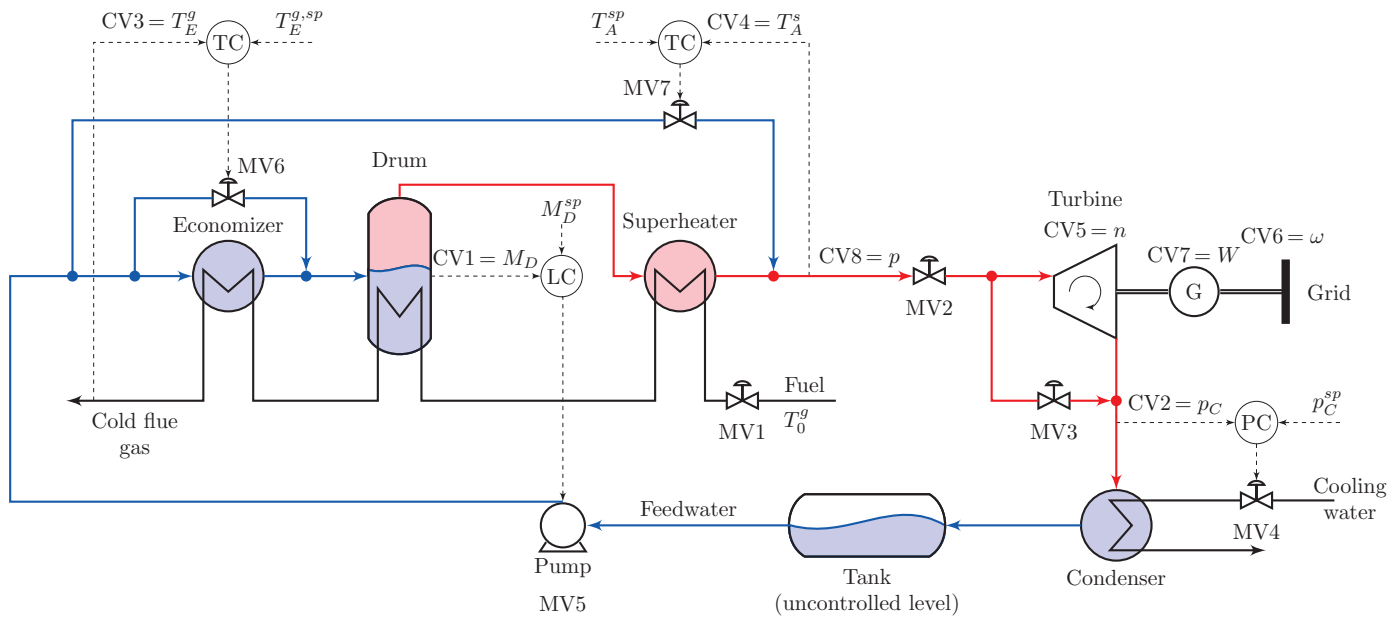 CV3 = T_E^g
TC
T_E^{g,sp}
T_A^{sp}
TC
CV4 = T_A^s
MV7
MV6
Drum
Economizer
M_D^{sp}
Superheater
Turbine
CV5 = n
CV6 = ω
CV7 = W
CV1 = M_D
LC
CV8 = p
MV2
G
Grid
Cold flue
gas
Fuel
MV1
T_0^g
MV3
CV2 = p_C
PC
p_C^{sp}
Cooling
water
MV4
Feedwater
Pump
MV5
Tank
(uncontrolled level)
Condenser